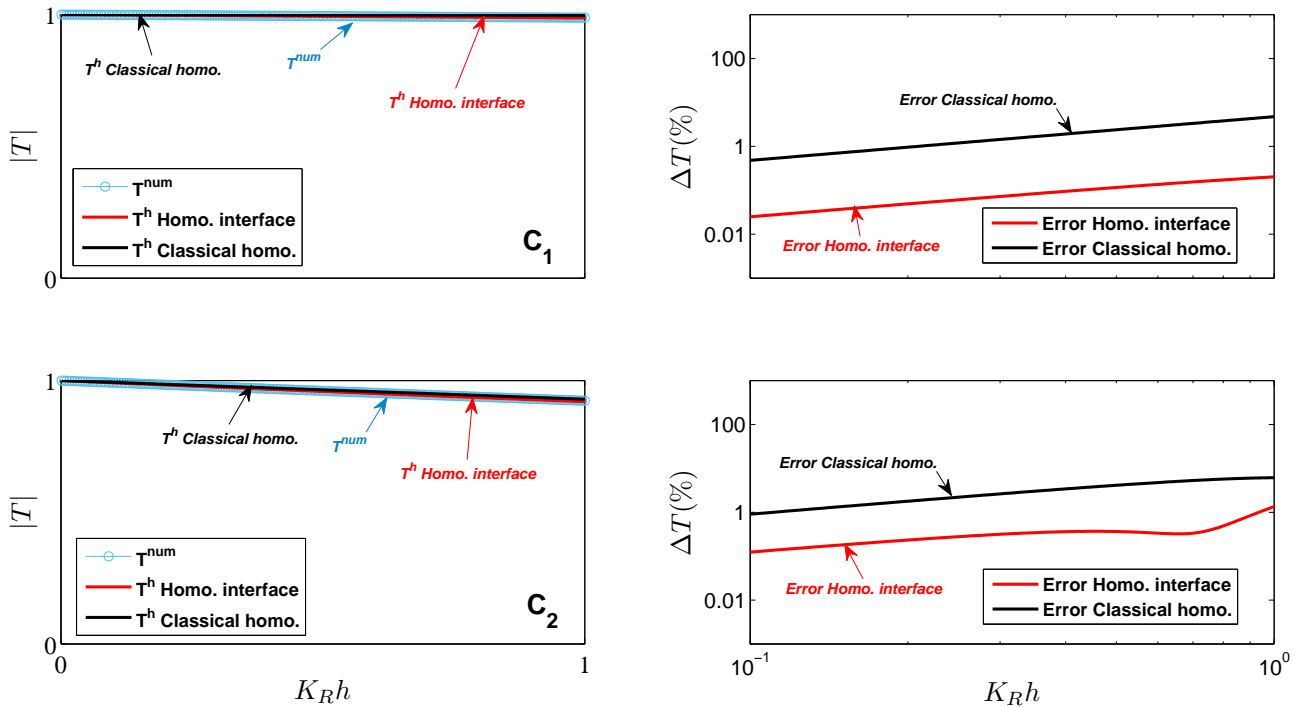 1
|T|
0
T^h Classical homo.
T^num
T^h Homo. interface
T^num
T^h Homo. interface
T^h Classical homo.
C_1
100
1
0.01
ΔT(%)
Error Classical homo.
Error Homo. interface
Error Homo. interface
Error Classical homo.
1
|T|
0
T^h Classical homo.
T^num
T^h Homo. interface
T^num
T^h Homo. interface
T^h Classical homo.
C_2
0
1
K_R h
100
1
0.01
ΔT(%)
Error Classical homo.
Error Homo. interface
Error Homo. interface
Error Classical homo.
10^−1
10^0
K_R h